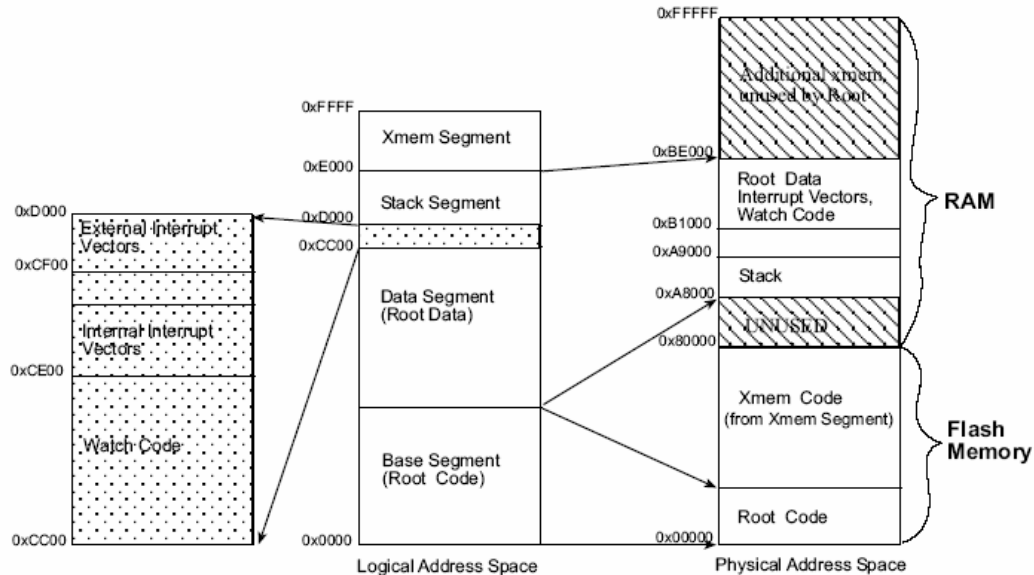 0xD000
External Interrupt
Vectors
0xCF00
Internal Interrupt
Vectors
0xCE00
Watch Code
0xCC00
0xFFFF
Xmem Segment
0xE000
Stack Segment
0xD000
0xCC00
Data Segment
(Root Data)
Base Segment
(Root Code)
0x0000
Logical Address Space
0xFFFFF
Additional xmem,
unused by Root
0xBE000
Root Data
Interrupt Vectors,
Watch Code
0xB1000
0xA9000
Stack
0xA8000
UNUSED
0x80000
Xmem Code
(from Xmem Segment)
Root Code
0x00000
Physical Address Space
RAM
Flash
Memory